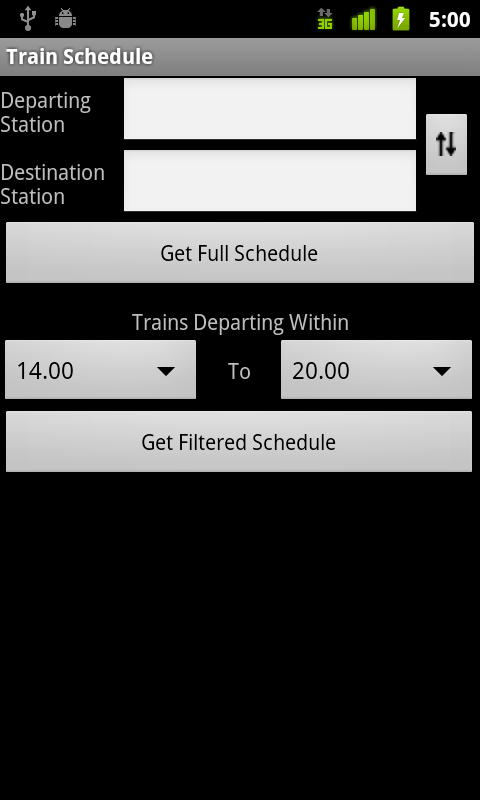 3G 5:00
Train Schedule
Departing
Station
Destination
Station
Get Full Schedule
Trains Departing Within
14.00 To 20.00
Get Filtered Schedule